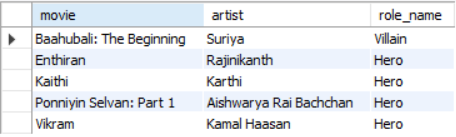 movie artist role_name
Baahubali: The Beginning Suriya Villain
Enthiran Rajinikanth Hero
Kaithi Karthi Hero
Ponniyin Selvan: Part 1 Aishwarya Rai Bachchan Hero
Vikram Kamal Haasan Hero